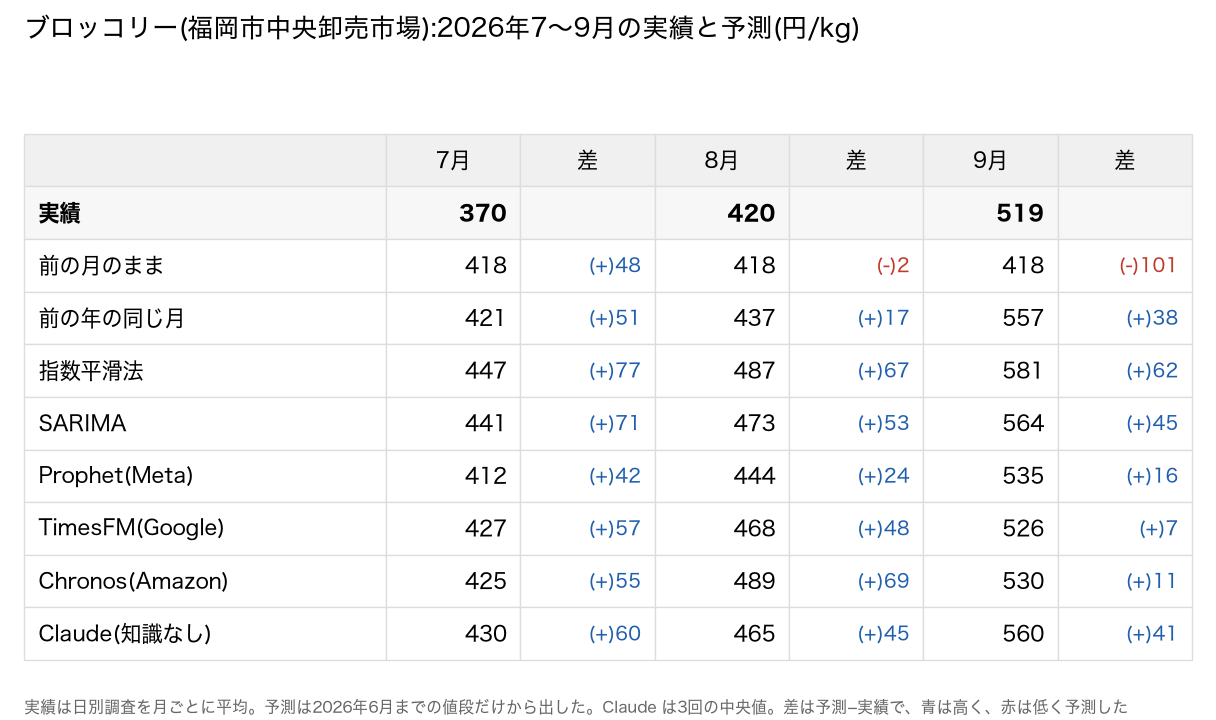 ブロッコリー(福岡市中央卸売市場):2026年7〜9月の実績と予測(円/kg)
7月 差 8月 差 9月 差
実績 370 420 519
前の月のまま 418 (+)48 418 (-)2 418 (-)101
前の年の同じ月 421 (+)51 437 (+)17 557 (+)38
指数平滑法 447 (+)77 487 (+)67 581 (+)62
SARIMA 441 (+)71 473 (+)53 564 (+)45
Prophet(Meta) 412 (+)42 444 (+)24 535 (+)16
TimesFM(Google) 427 (+)57 468 (+)48 526 (+)7
Chronos(Amazon) 425 (+)55 489 (+)69 530 (+)11
Claude(知識なし) 430 (+)60 465 (+)45 560 (+)41
実績は日別調査を月ごとに平均。予測は2026年6月までの値段だけから出した。Claude は3回の中央値。差は予測−実績で、青は高く、赤は低く予測した